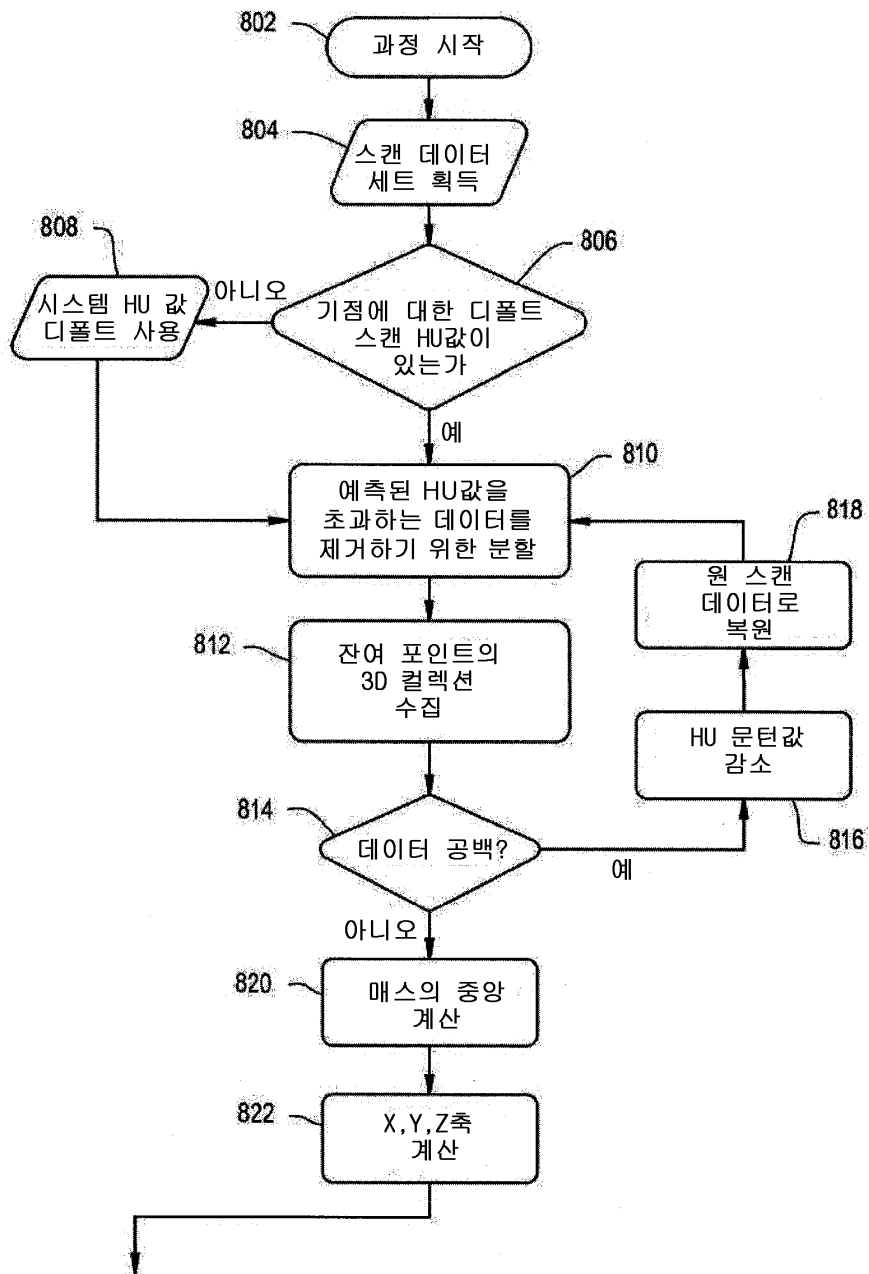 802
과정 시작
804
스캔 데이터
세트 획득
806
기점에 대한 디폴트
스캔 HU값이
있는가
아니오
808
시스템 HU 값
디폴트 사용
예
810
예측된 HU값을
초과하는 데이터를
제거하기 위한 분할
818
원 스캔
데이터로
복원
812
잔여 포인트의
3D 컬렉션
수집
HU 문턱값
감소
816
814
데이터 공백?
예
아니오
820
매스의 중앙
계산
822
X,Y,Z축
계산